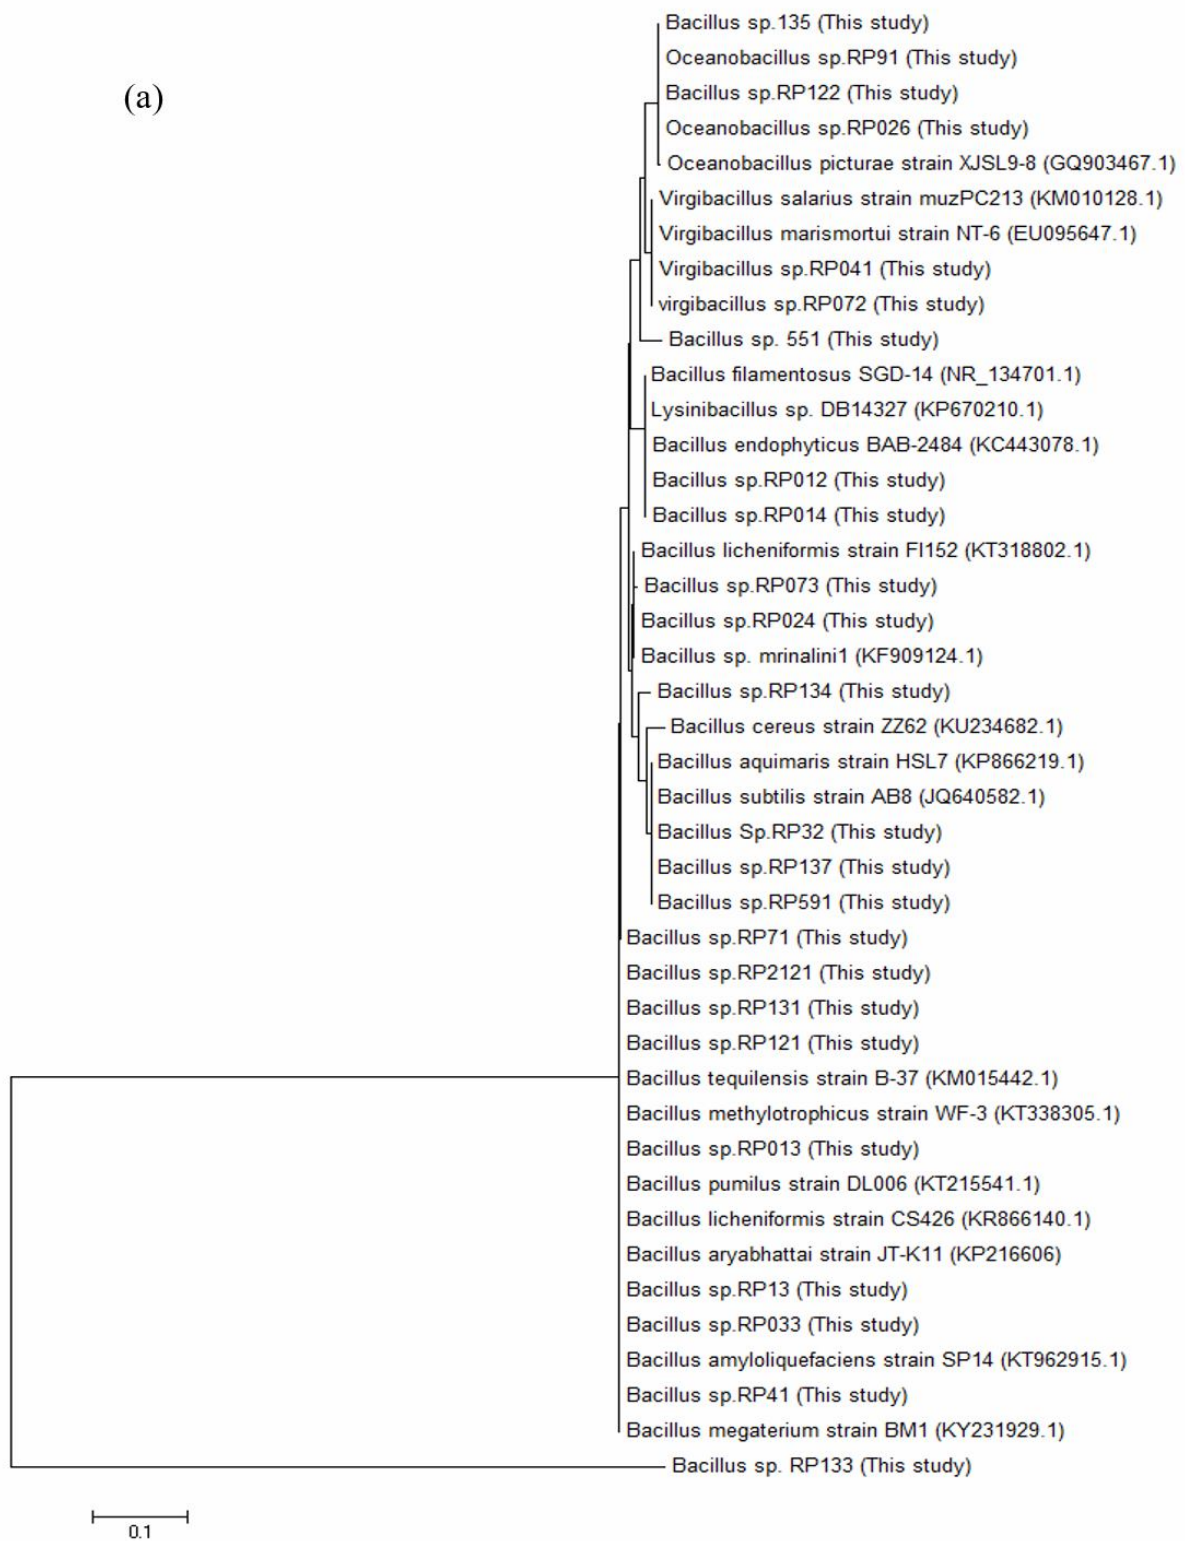 Bacillus sp.135 (This study)
Oceanobacillus sp.RP91 (This study)
(a)
Bacillus sp.RP122 (This study)
Oceanobacillus sp.RP026 (This study)
Oceanobacillus picturae strain XJSL9-8 (GQ903467.1)
Virgibacillus salarius strain muzPC213 (KM010128.1)
Virgibacillus marismortui strain NT-6 (EU095647.1)
Virgibacillus sp.RP041 (This study)
virgibacillus sp.RP072 (This study)
Bacillus sp. 551 (This study)
Bacillus filamentosus SGD-14 (NR_134701.1)
Lysinibacillus sp. DB14327 (KP670210.1)
Bacillus endophyticus BAB-2484 (KC443078.1)
Bacillus sp.RP012 (This study)
Bacillus sp.RP014 (This study)
Bacillus licheniformis strain FI152 (KT318802.1)
Bacillus sp.RP073 (This study)
Bacillus sp.RP024 (This study)
Bacillus sp. mrinalini1 (KF909124.1)
Bacillus sp.RP134 (This study)
Bacillus cereus strain ZZ62 (KU234682.1)
Bacillus aquimaris strain HSL7 (KP866219.1)
Bacillus subtilis strain AB8 (JQ640582.1)
Bacillus Sp.RP32 (This study)
Bacillus sp.RP137 (This study)
Bacillus sp.RP591 (This study)
Bacillus sp.RP71 (This study)
Bacillus sp.RP2121 (This study)
Bacillus sp.RP131 (This study)
Bacillus sp.RP121 (This study)
Bacillus tequilensis strain B-37 (KM015442.1)
Bacillus methylotrophicus strain WF-3 (KT338305.1)
Bacillus sp.RP013 (This study)
Bacillus pumilus strain DL006 (KT215541.1)
Bacillus licheniformis strain CS426 (KR866140.1)
Bacillus aryabhattai strain JT-K11 (KP216606)
Bacillus sp.RP13 (This study)
Bacillus sp.RP033 (This study)
Bacillus amyloliquefaciens strain SP14 (KT962915.1)
Bacillus sp.RP41 (This study)
Bacillus megaterium strain BM1 (KY231929.1)
Bacillus sp. RP133 (This study)
0.1